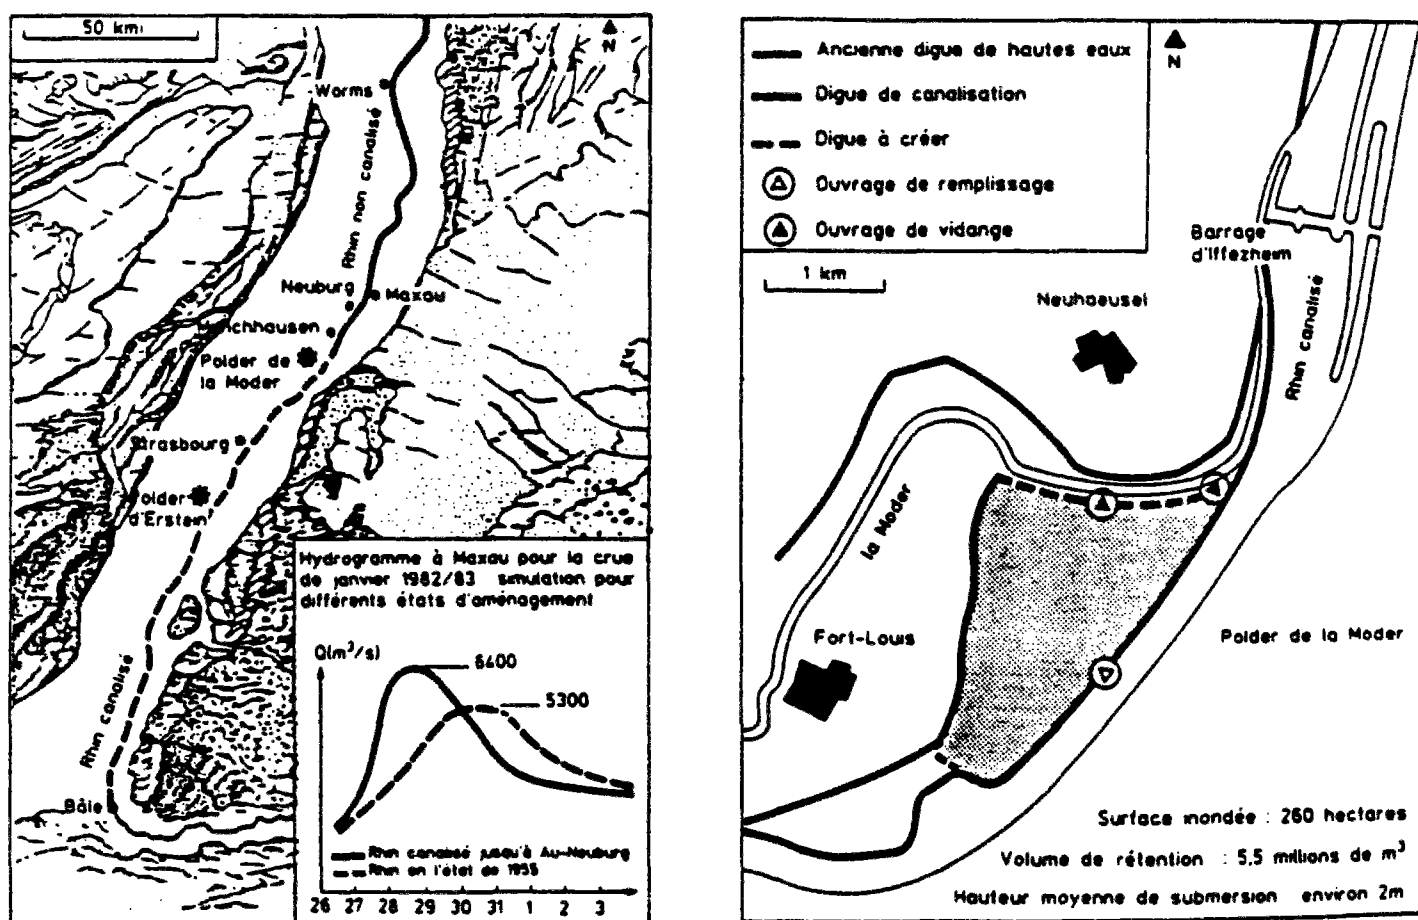 50 km
N
Worms
Rhin non canalisé
Neuburg
Maxau
Polder de
la Moder
Strasbourg
Polder
d'Erstein
Rhin canalisé
Bâle
Hydrogramme à Maxau pour la crue
de janvier 1982/83 simulation pour
différents états d'aménagement
Q(m³/s)
6400
5300
Rhin canalisé jusqu'à Au-Neuburg
Rhin en l'état de 1955
26 27 28 29 30 31 1 2 3
Ancienne digue de hautes eaux
Digue de canalisation
Digue à créer
Ouvrage de remplissage
Ouvrage de vidange
N
1 km
Barrage
d'Iffezheim
Neuhaeusel
Rhin canalisé
la Moder
Fort-Louis
Polder de la Moder
Surface inondée : 260 hectares
Volume de rétention : 5,5 millions de m³
Hauteur moyenne de submersion environ 2m